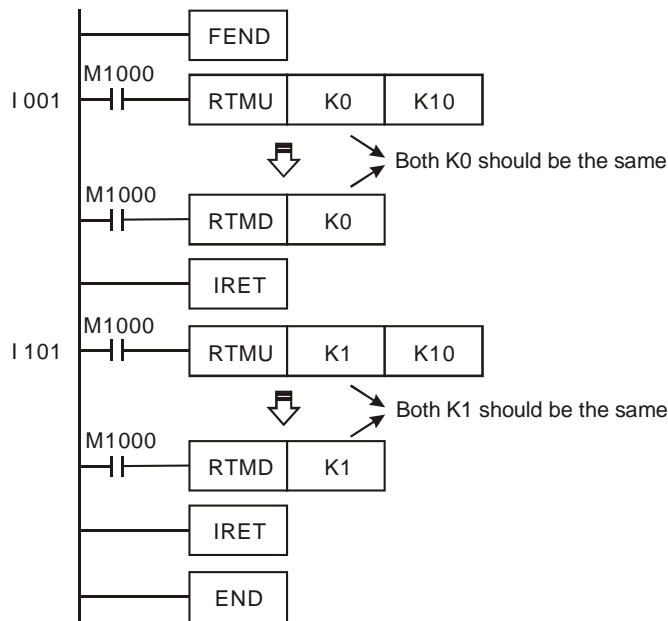 FEND
M1000
I 001 RTMU K0 K10
Both K0 should be the same
M1000
RTMD K0
IRET
M1000
I 101 RTMU K1 K10
Both K1 should be the same
M1000
RTMD K1
IRET
END